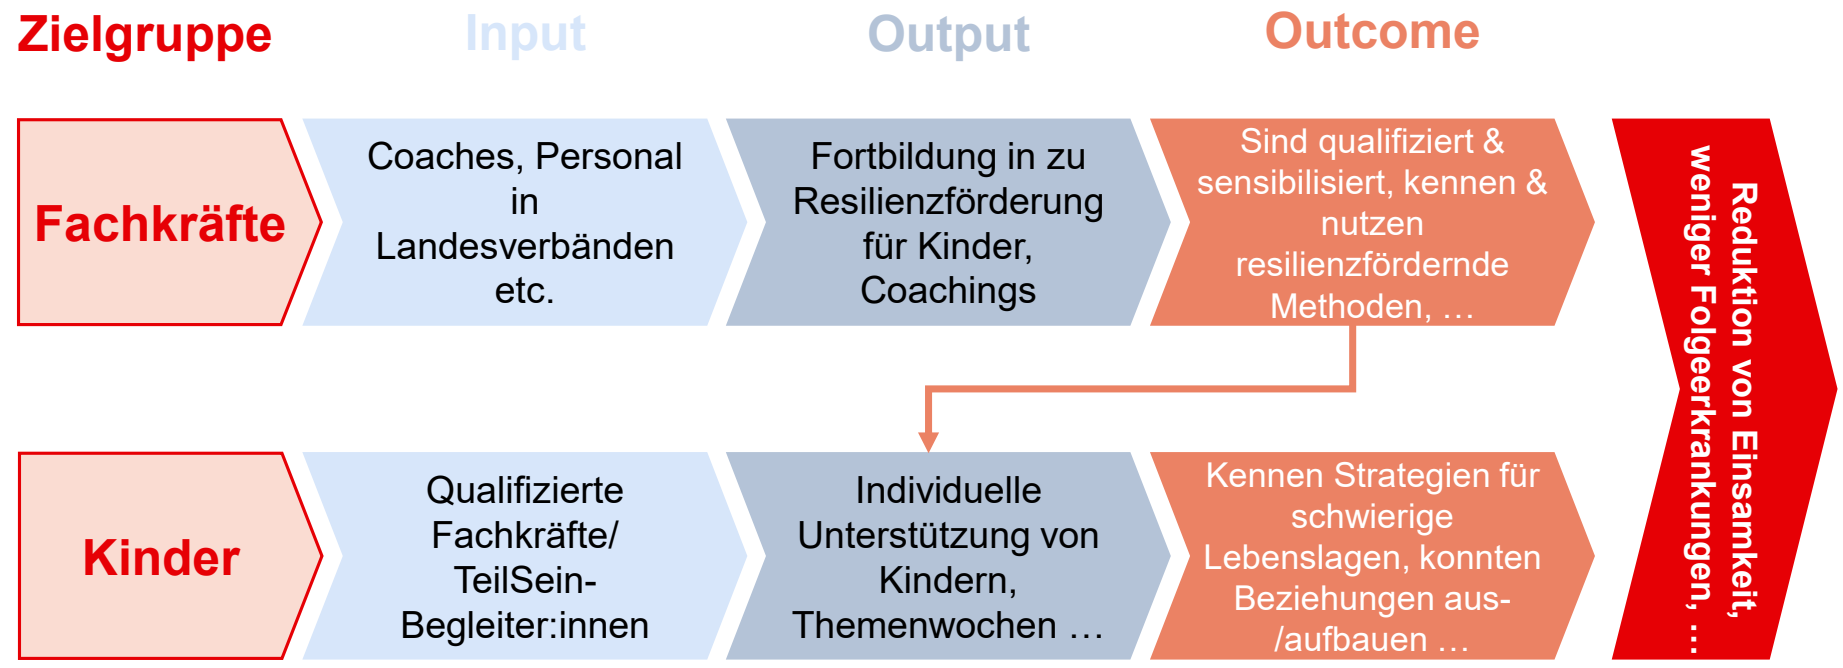 Zielgruppe
Input
Output
Outcome
Fachkräfte
Coaches, Personal
in
Landesverbänden
etc.
Fortbildung in zu
Resilienzförderung
für Kinder,
Coachings
Sind qualifiziert &
sensibilisiert, kennen &
nutzen
resilienzfördernde
Methoden, …
Kinder
Qualifizierte
Fachkräfte/
TeilSein-
Begleiter:innen
Individuelle
Unterstützung von
Kindern,
Themenwochen …
Kennen Strategien für
schwierige
Lebenslagen, konnten
Beziehungen aus-
/aufbauen …
Reduktion von Einsamkeit,
weniger Folgeerkrankungen, …